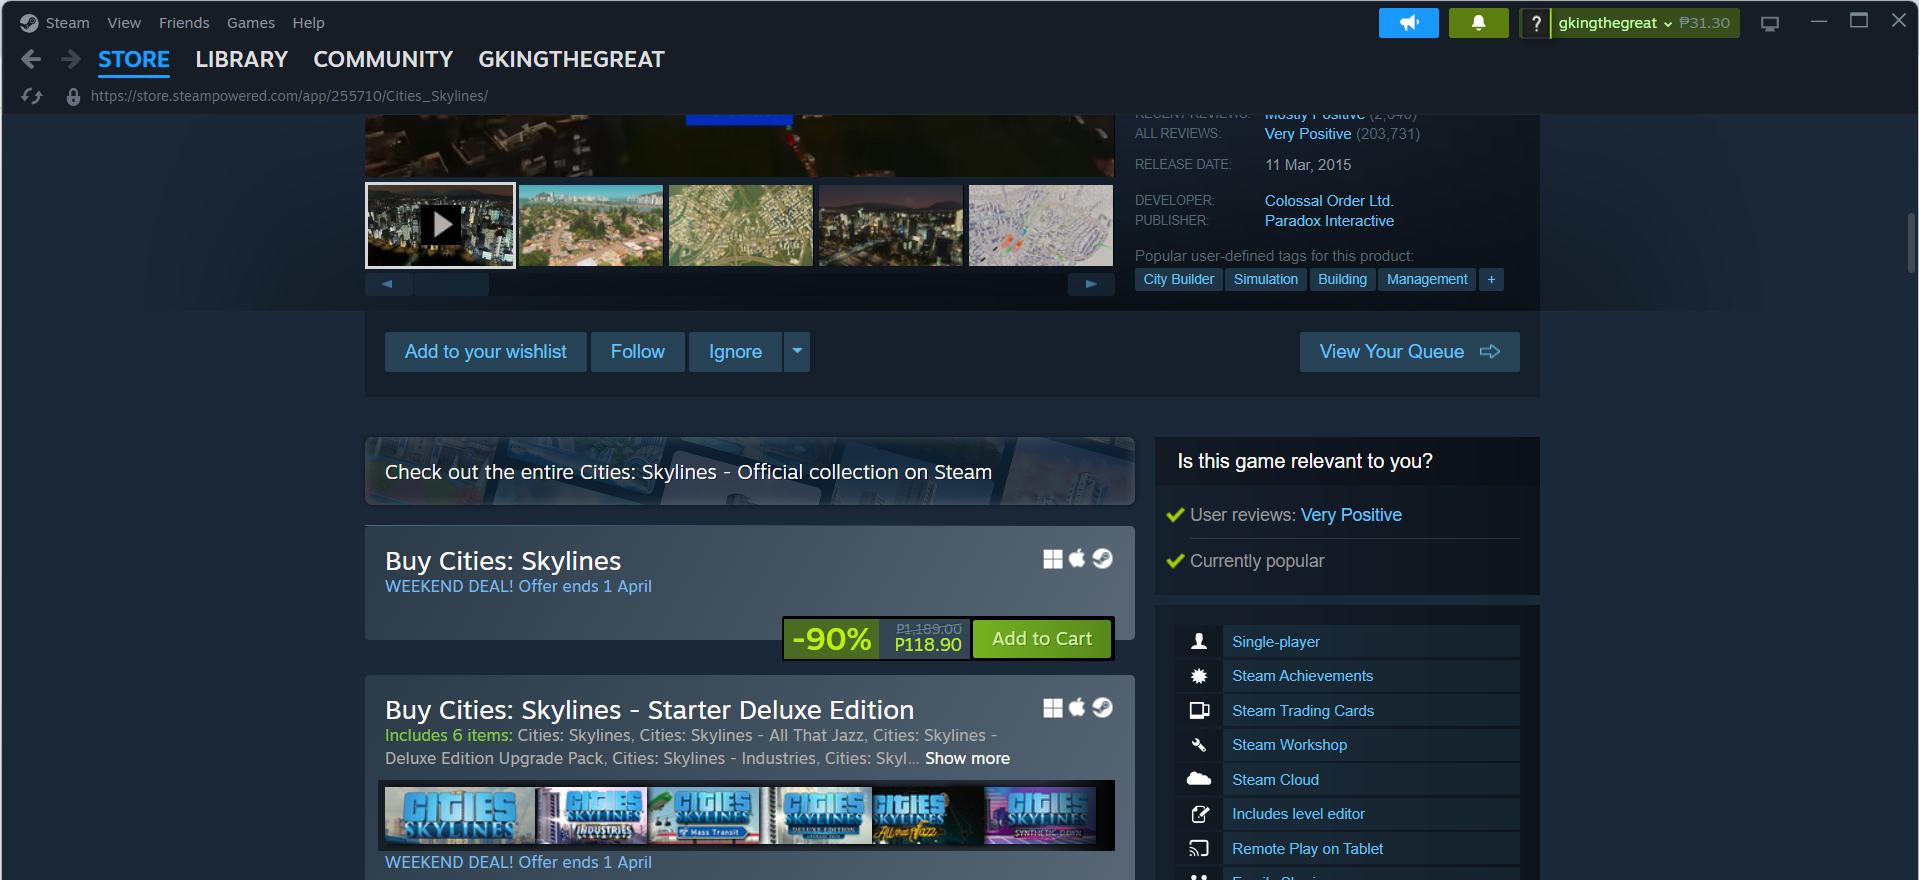 Steam View Friends Games Help
? gkingthegreat ₱31.30
STORE LIBRARY COMMUNITY GKINGTHEGREAT
https://store.steampowered.com/app/255710/Cities_Skylines/
RECENT REVIEWS: Mostly Positive (2,640)
ALL REVIEWS: Very Positive (203,731)
RELEASE DATE: 11 Mar, 2015
DEVELOPER: Colossal Order Ltd.
PUBLISHER: Paradox Interactive
Popular user-defined tags for this product:
City Builder Simulation Building Management +
Add to your wishlist Follow Ignore
View Your Queue
Check out the entire Cities: Skylines - Official collection on Steam
Buy Cities: Skylines
WEEKEND DEAL! Offer ends 1 April
-90% P1,189.00 P118.90 Add to Cart
Buy Cities: Skylines - Starter Deluxe Edition
Includes 6 items: Cities: Skylines, Cities: Skylines - All That Jazz, Cities: Skylines -
Deluxe Edition Upgrade Pack, Cities: Skylines - Industries, Cities: Skyl... Show more
CITIES SKYLINES
CITIES SKYLINES INDUSTRIES
CITIES SKYLINES Mass Transit
CITIES SKYLINES DELUXE EDITION
CITIES SKYLINES All that Jazz
CITIES SKYLINES SYNTHETIC DAWN
WEEKEND DEAL! Offer ends 1 April
Is this game relevant to you?
User reviews: Very Positive
Currently popular
Single-player
Steam Achievements
Steam Trading Cards
Steam Workshop
Steam Cloud
Includes level editor
Remote Play on Tablet